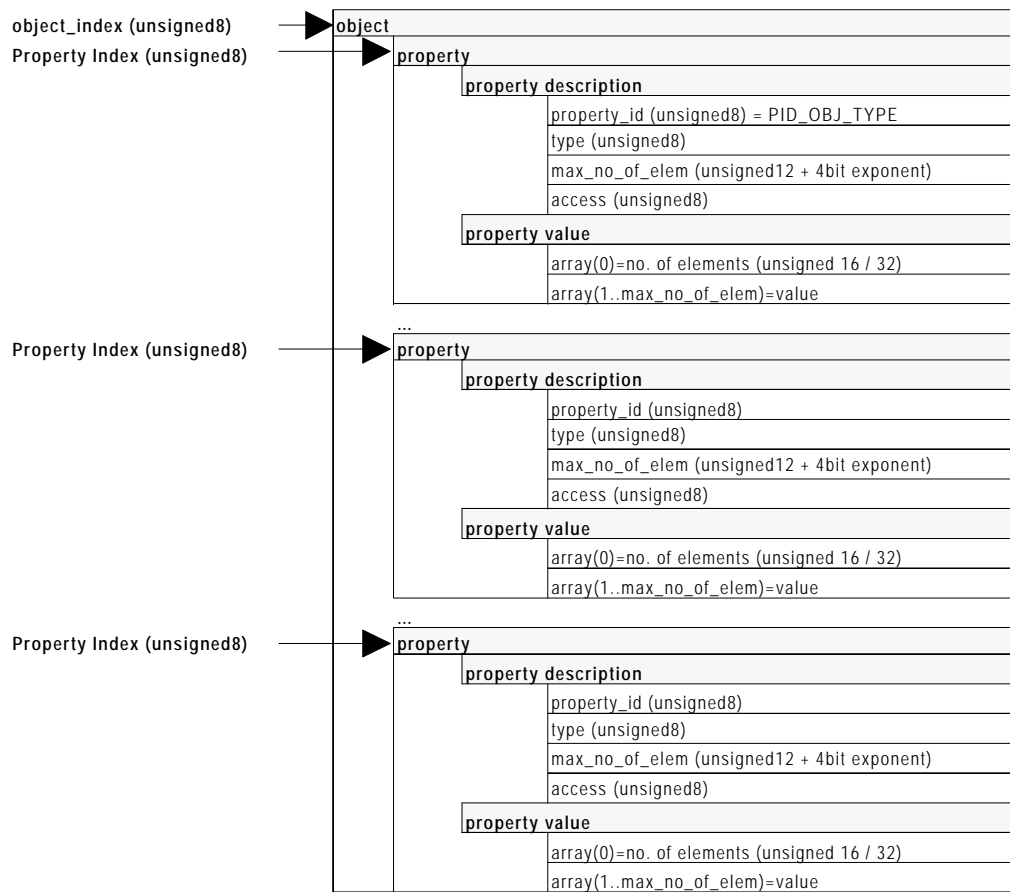 object_index (unsigned8) object
Property Index (unsigned8) property
property description
property_id (unsigned8) = PID_OBJ_TYPE
type (unsigned8)
max_no_of_elem (unsigned12 + 4bit exponent)
access (unsigned8)
property value
array(0)=no. of elements (unsigned 16 / 32)
array(1..max_no_of_elem)=value
...
Property Index (unsigned8) property
property description
property_id (unsigned8)
type (unsigned8)
max_no_of_elem (unsigned12 + 4bit exponent)
access (unsigned8)
property value
array(0)=no. of elements (unsigned 16 / 32)
array(1..max_no_of_elem)=value
...
Property Index (unsigned8) property
property description
property_id (unsigned8)
type (unsigned8)
max_no_of_elem (unsigned12 + 4bit exponent)
access (unsigned8)
property value
array(0)=no. of elements (unsigned 16 / 32)
array(1..max_no_of_elem)=value